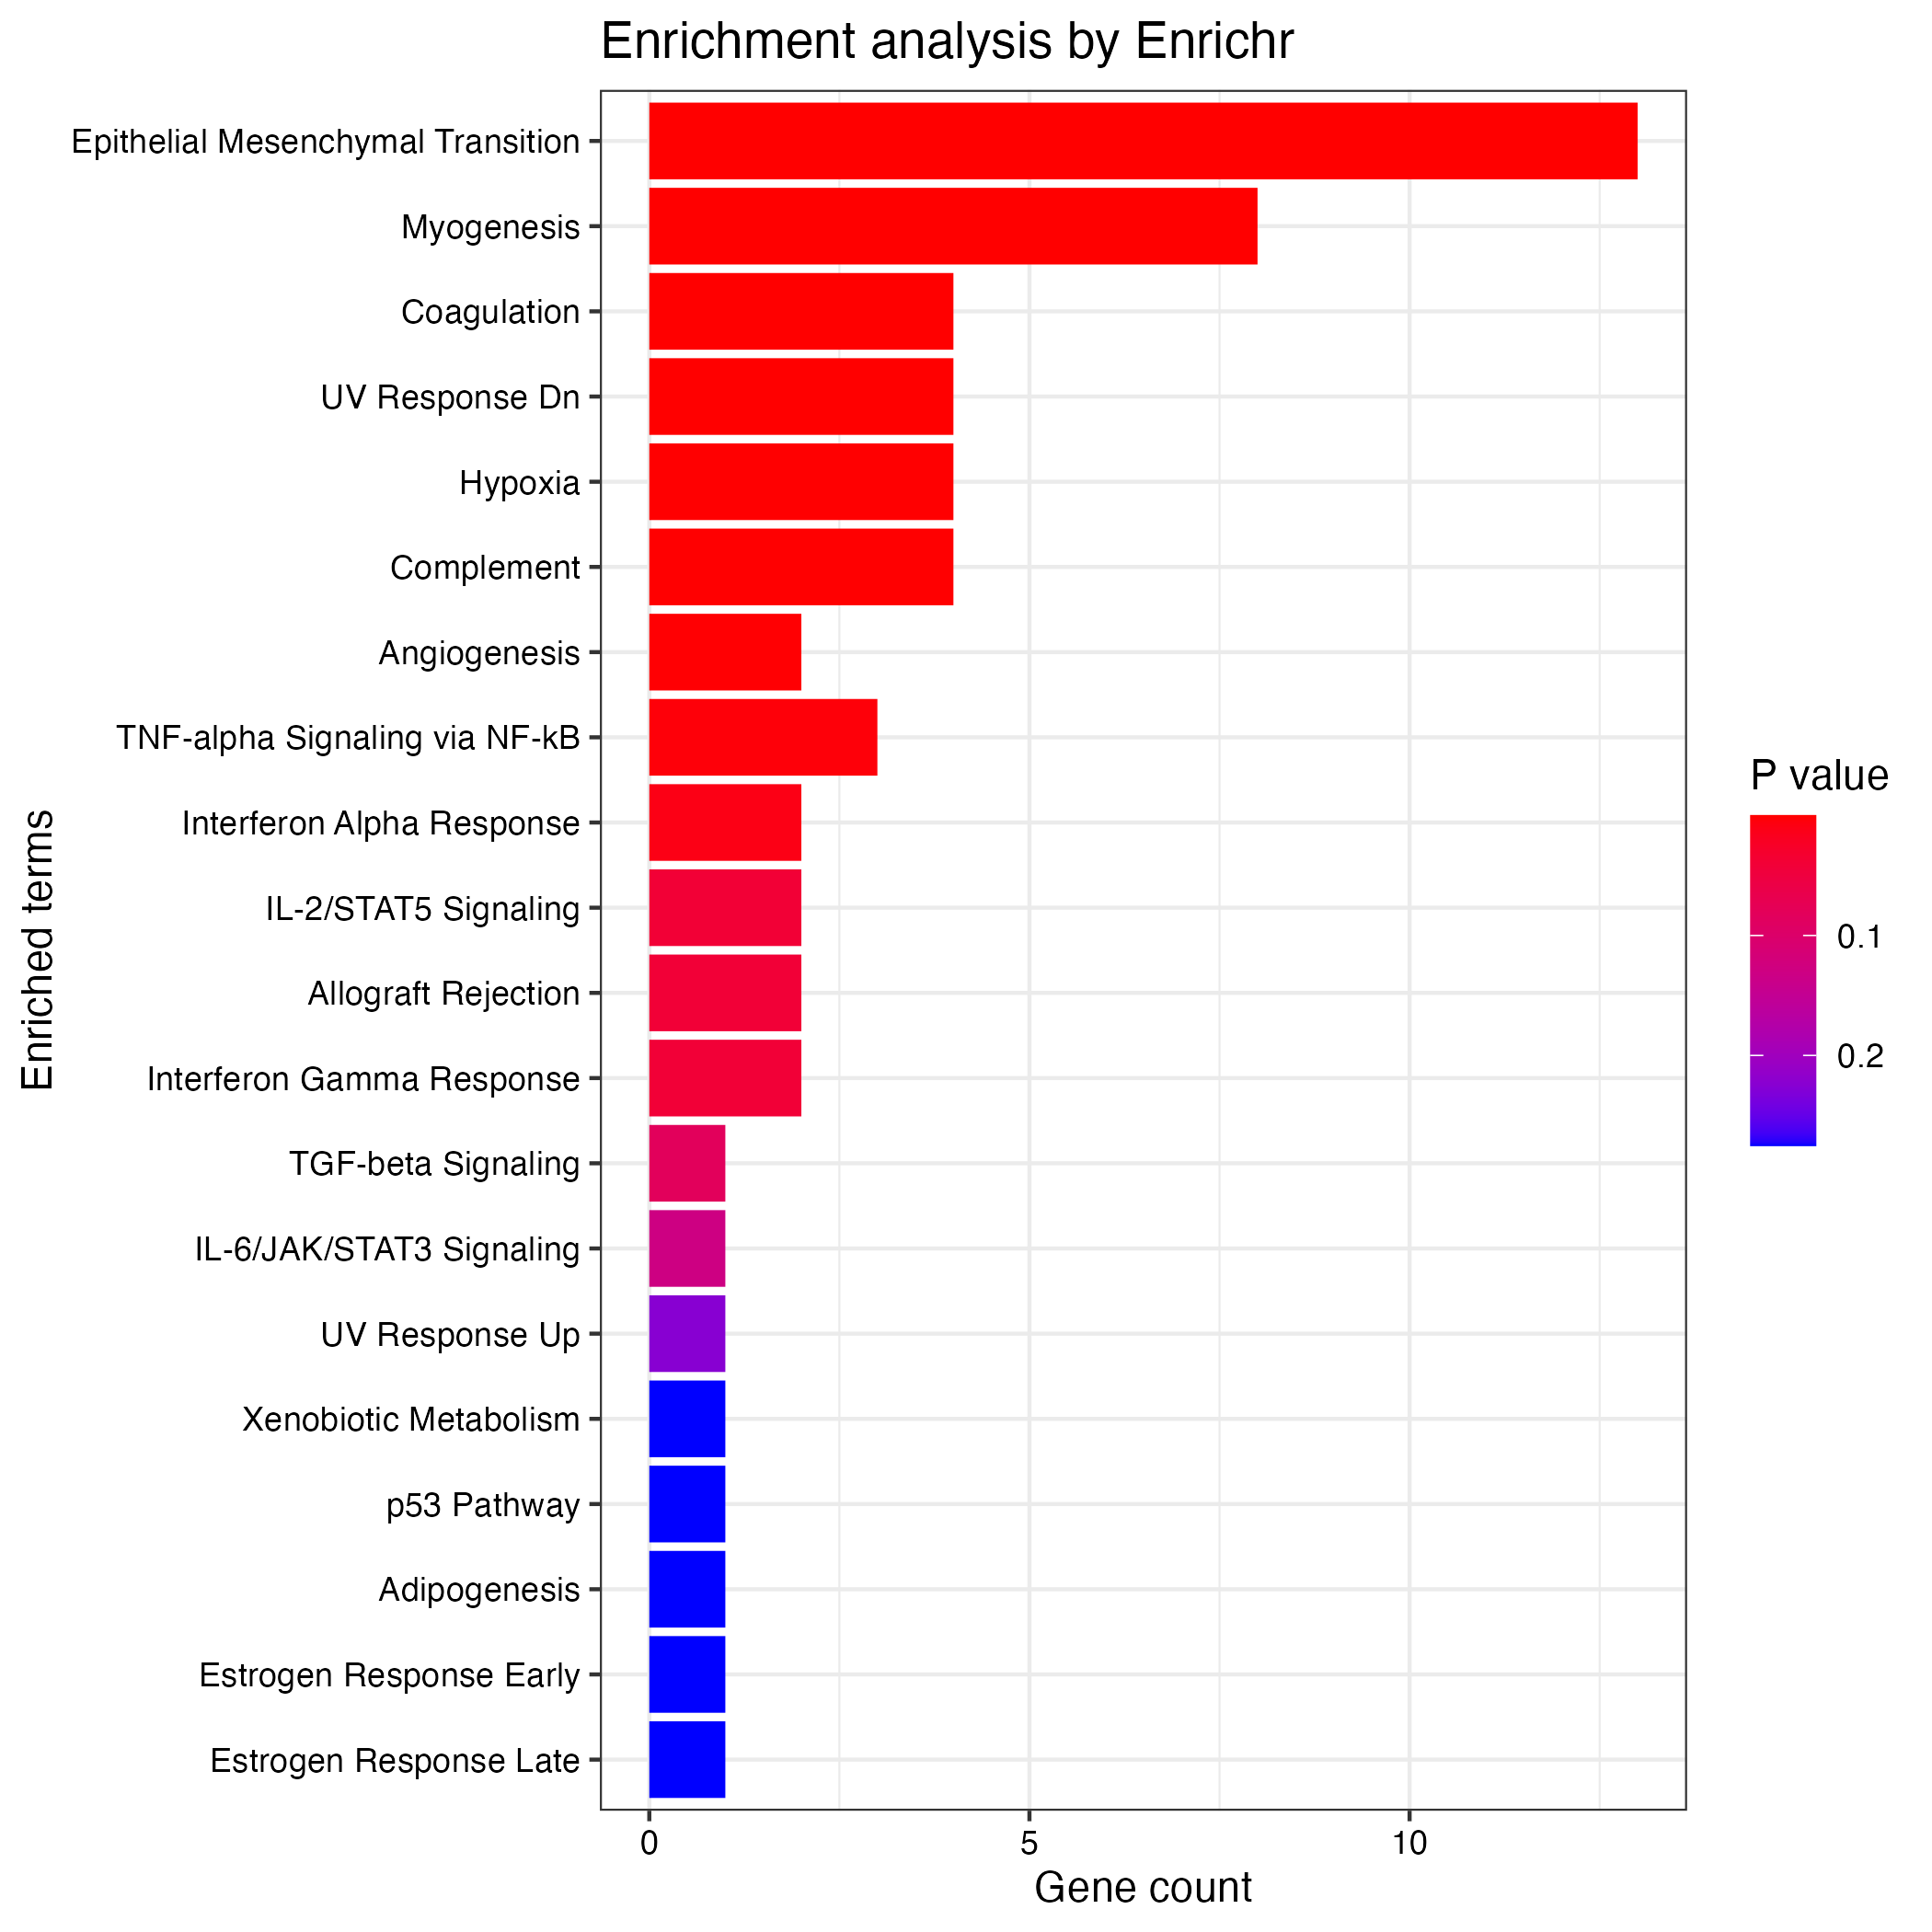 Enrichment analysis by Enrichr
Enriched terms
Epithelial Mesenchymal Transition
Myogenesis
Coagulation
UV Response Dn
Hypoxia
Complement
Angiogenesis
TNF-alpha Signaling via NF-kB
Interferon Alpha Response
IL-2/STAT5 Signaling
Allograft Rejection
Interferon Gamma Response
TGF-beta Signaling
IL-6/JAK/STAT3 Signaling
UV Response Up
Xenobiotic Metabolism
p53 Pathway
Adipogenesis
Estrogen Response Early
Estrogen Response Late
0 5 10
Gene count
P value
0.1
0.2